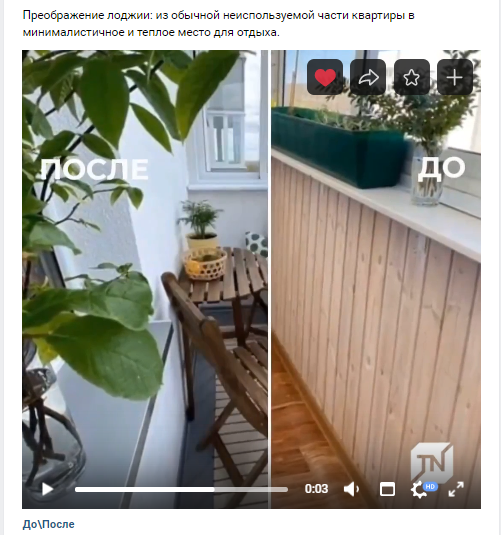 Преображение лоджии: из обычной неиспользуемой части квартиры в
минималистичное и теплое место для отдыха.
ПОСЛЕ
ДО
JN
0:03
HD
До\После